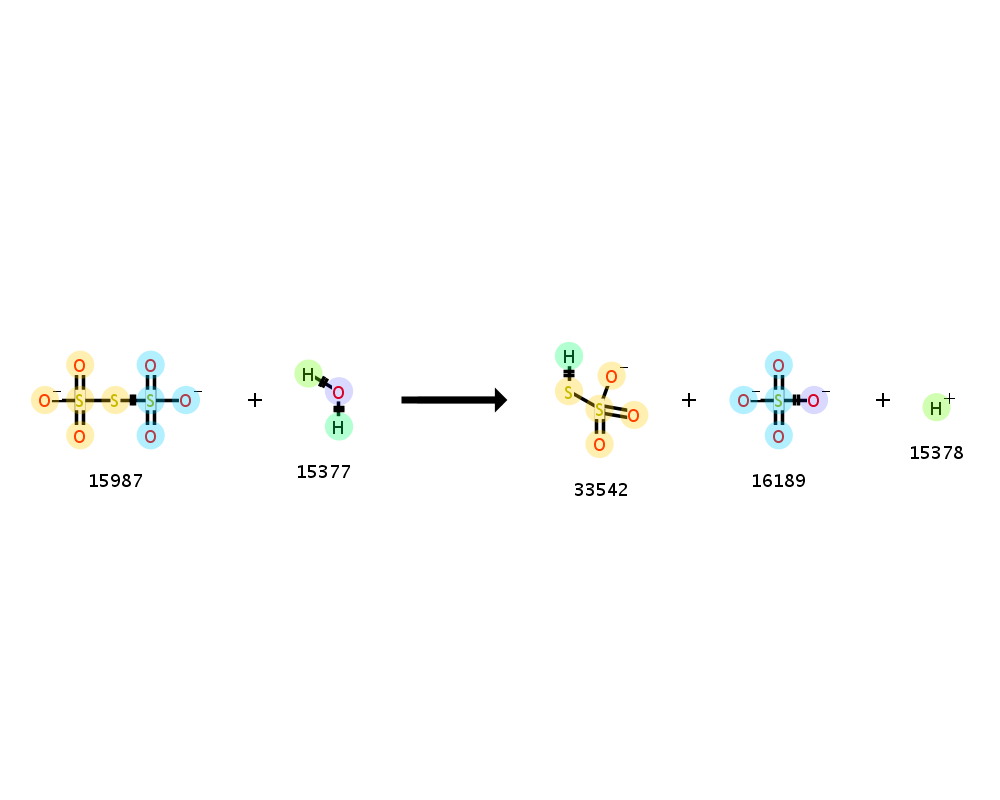 O S O O⁻ S O⁻ S O O
+
H O H
H S O⁻ S O O
+
O O⁻ S O⁻ O
+
H⁺
15987
15377
33542
16189
15378